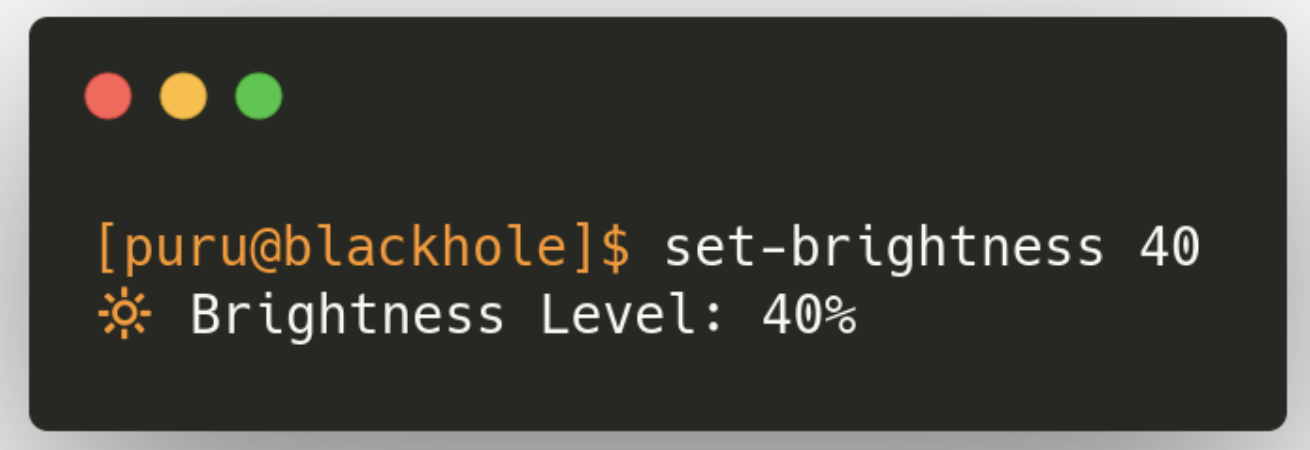 [puru@blackhole]$ set-brightness 40
🔅 Brightness Level: 40%